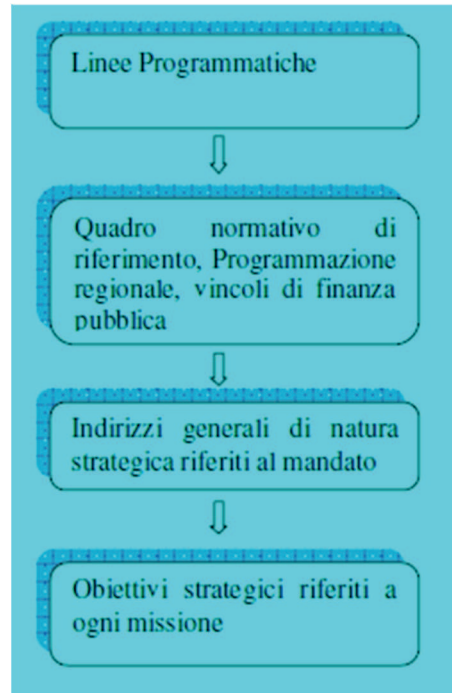 Linee Programmatiche
Quadro normativo di
riferimento, Programmazione
regionale, vincoli di finanza
pubblica
Indirizzi generali di natura
strategica riferiti al mandato
Obiettivi strategici riferiti a
ogni missione